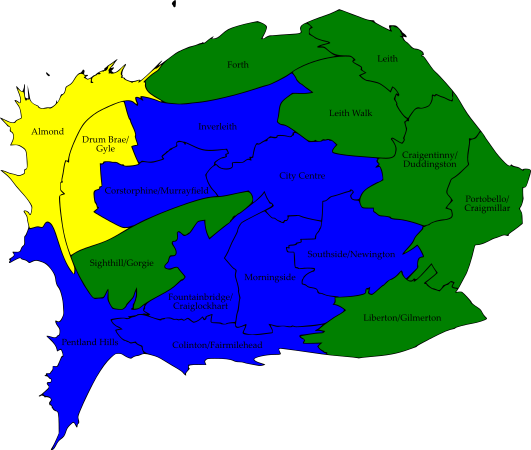 Forth
Leith
Almond
Drum Brae/
Gyle
Inverleith
Leith Walk
Craigentinny/
Duddingston
Corstorphine/Murrayfield
City Centre
Portobello/
Craigmillar
Sighthill/Gorgie
Southside/Newington
Morningside
Fountainbridge/
Craiglockhart
Liberton/Gilmerton
Pentland Hills
Colinton/Fairmilehead